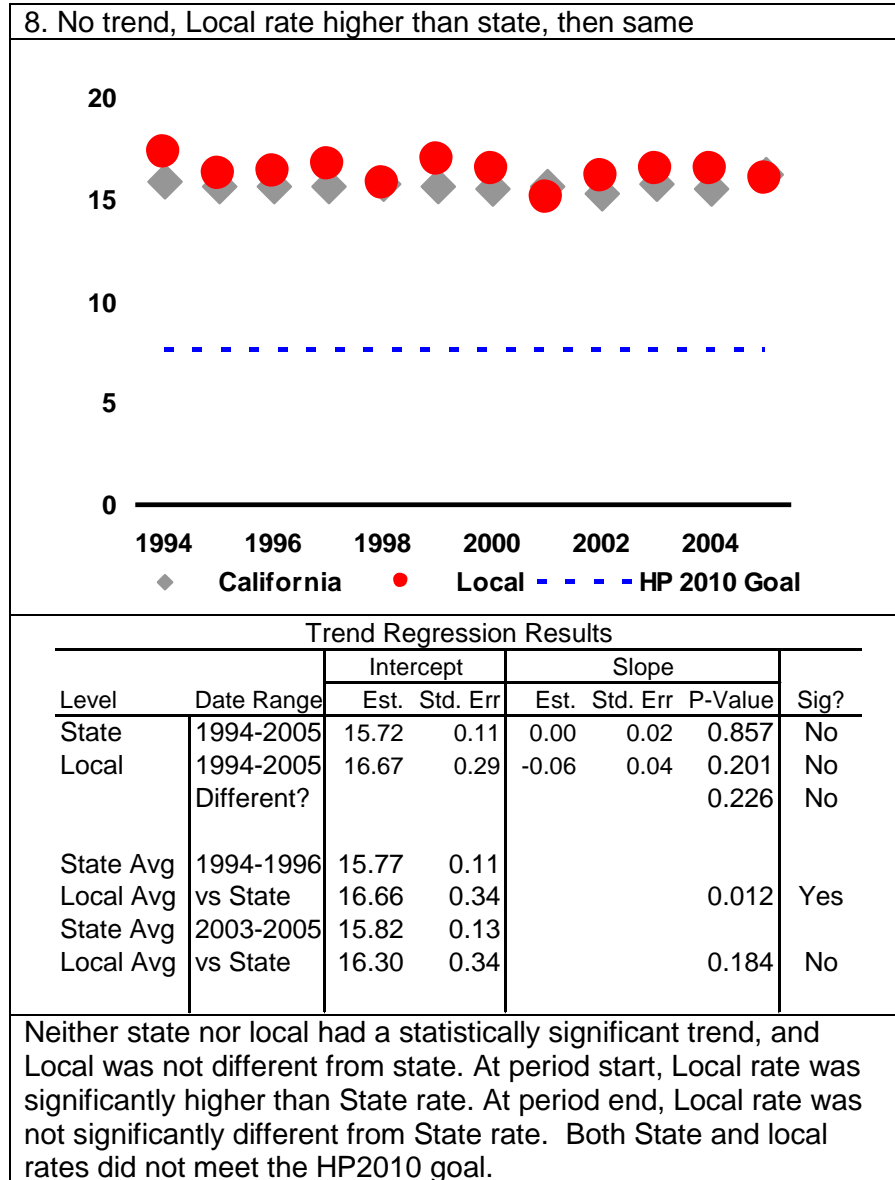 8. No trend, Local rate higher than state, then same
20
15
10
5
0
1994 1996 1998 2000 2002 2004
California Local HP 2010 Goal
Trend Regression Results
Intercept Slope
Level Date Range Est. Std. Err Est. Std. Err P-Value Sig?
State 1994-2005 15.72 0.11 0.00 0.02 0.857 No
Local 1994-2005 16.67 0.29 -0.06 0.04 0.201 No
Different? 0.226 No
State Avg 1994-1996 15.77 0.11
Local Avg vs State 16.66 0.34 0.012 Yes
State Avg 2003-2005 15.82 0.13
Local Avg vs State 16.30 0.34 0.184 No
Neither state nor local had a statistically significant trend, and
Local was not different from state. At period start, Local rate was
significantly higher than State rate. At period end, Local rate was
not significantly different from State rate.  Both State and local
rates did not meet the HP2010 goal.